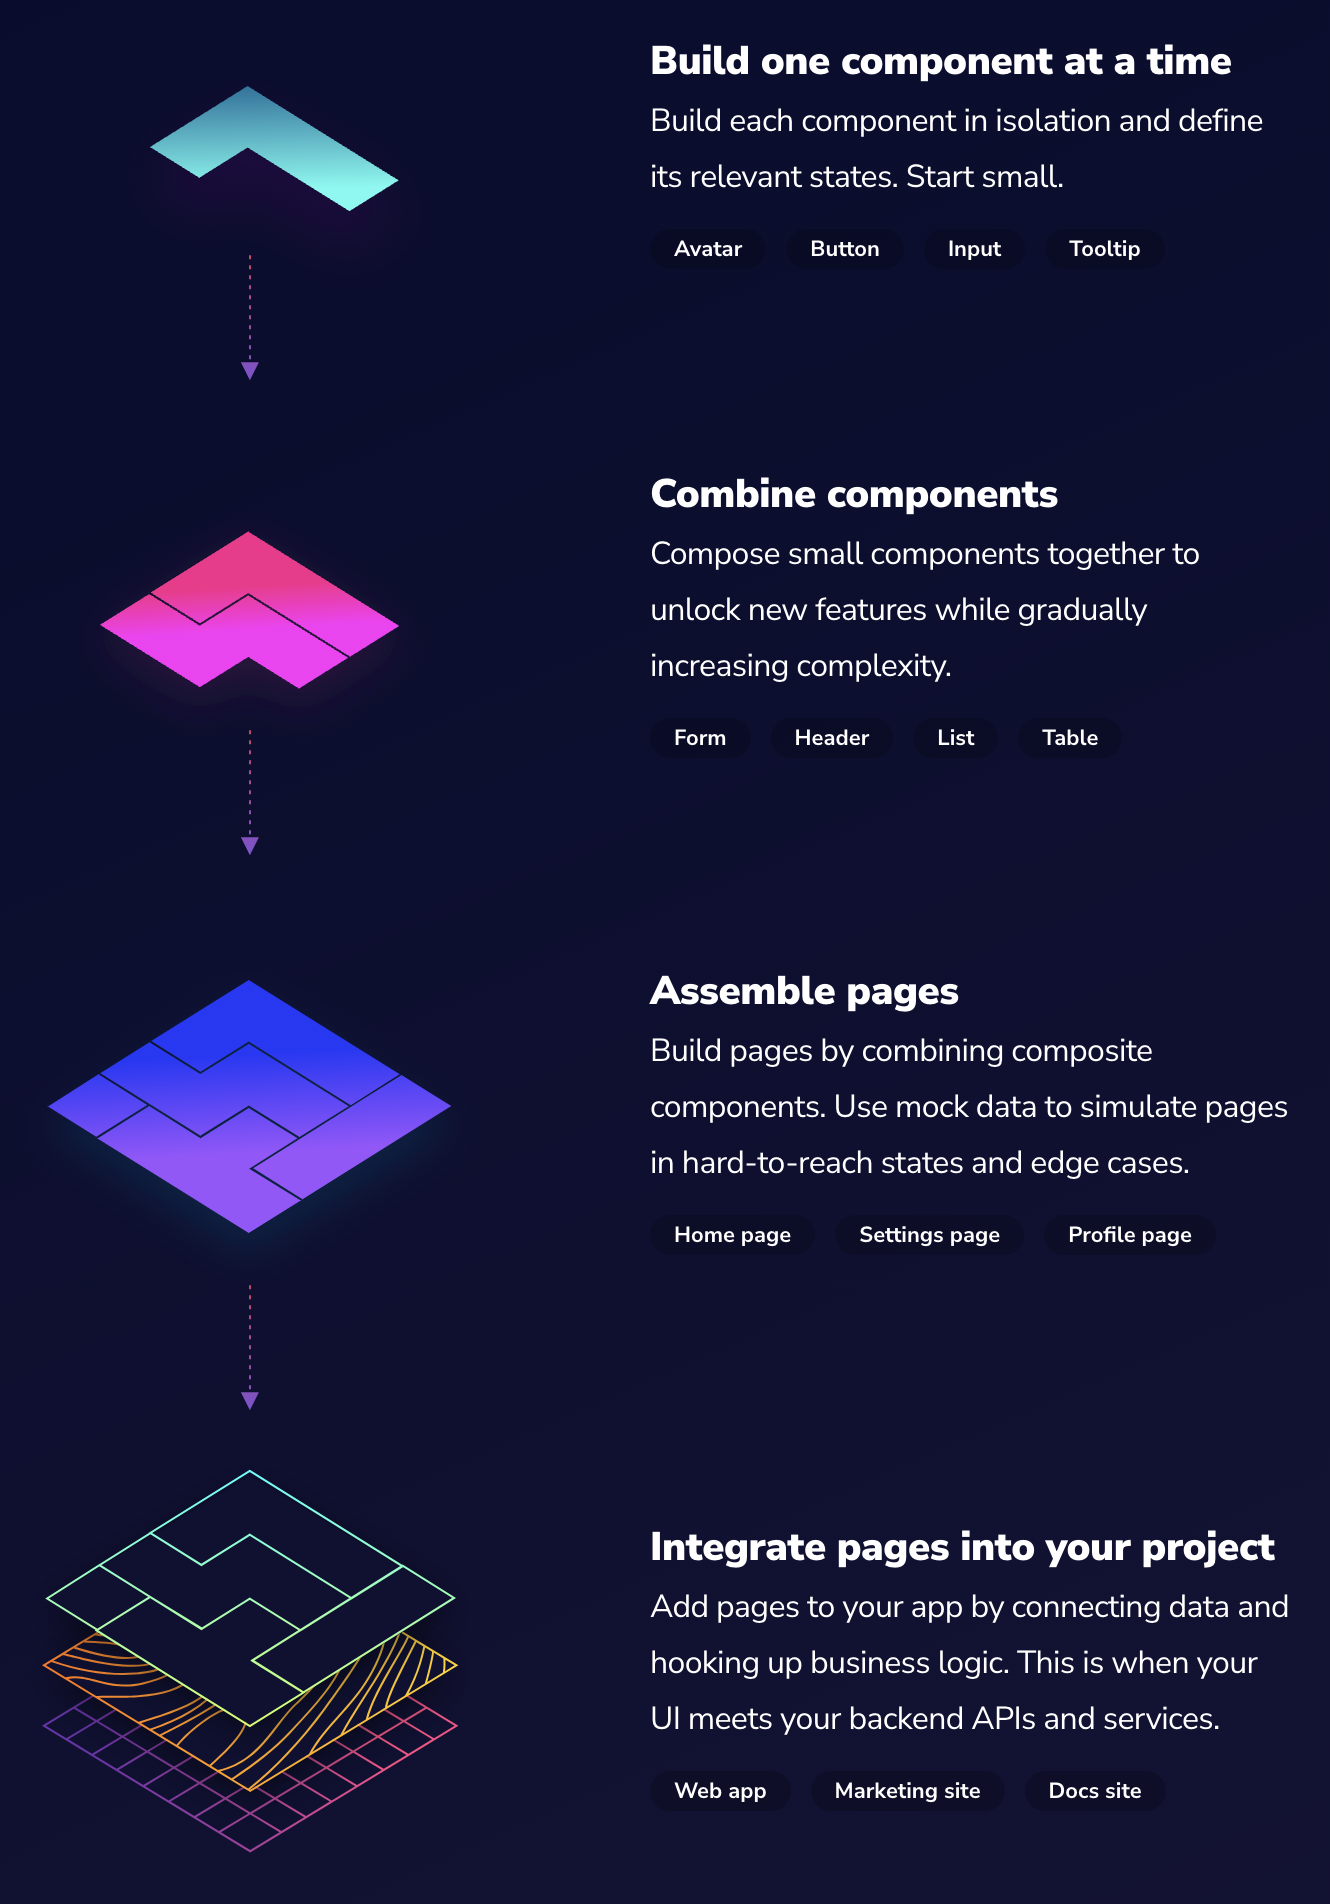 Build one component at a time
Build each component in isolation and define
its relevant states. Start small.
Avatar Button Input Tooltip
Combine components
Compose small components together to
unlock new features while gradually
increasing complexity.
Form Header List Table
Assemble pages
Build pages by combining composite
components. Use mock data to simulate pages
in hard-to-reach states and edge cases.
Home page Settings page Profile page
Integrate pages into your project
Add pages to your app by connecting data and
hooking up business logic. This is when your
UI meets your backend APIs and services.
Web app Marketing site Docs site